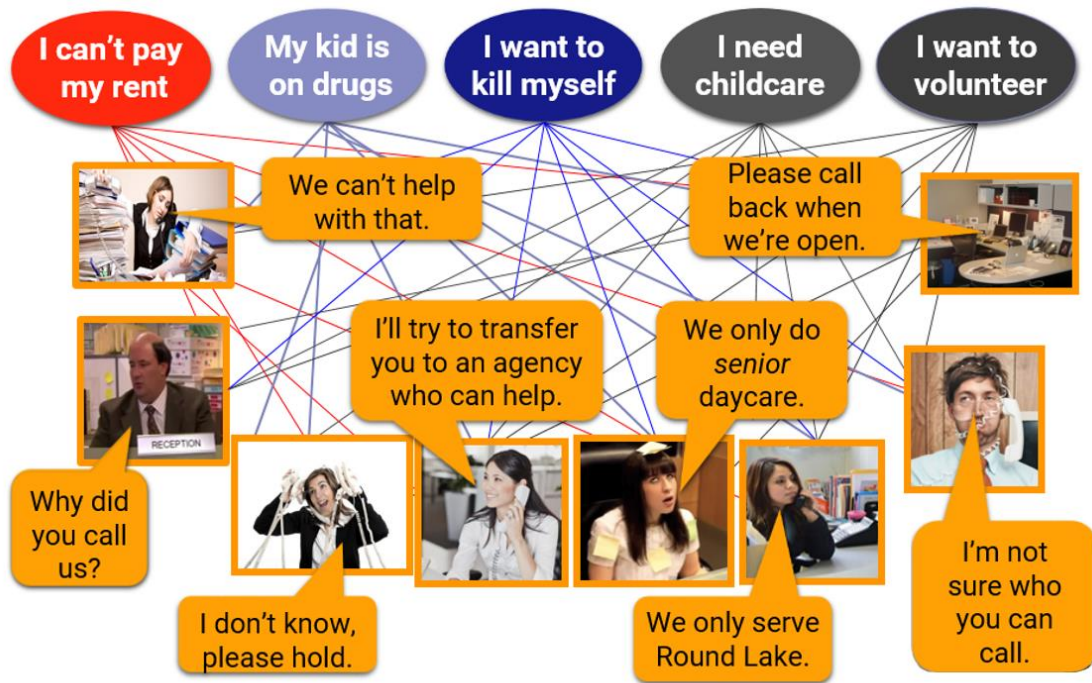 I can't pay
my rent
My kid is
on drugs
I want to
kill myself
I need
childcare
I want to
volunteer
We can't help
with that.
Please call
back when
we're open.
I'll try to transfer
you to an agency
who can help.
We only do
senior
daycare.
RECEPTION
Why did
you call
us?
I don't know,
please hold.
We only serve
Round Lake.
I'm not
sure who
you can
call.